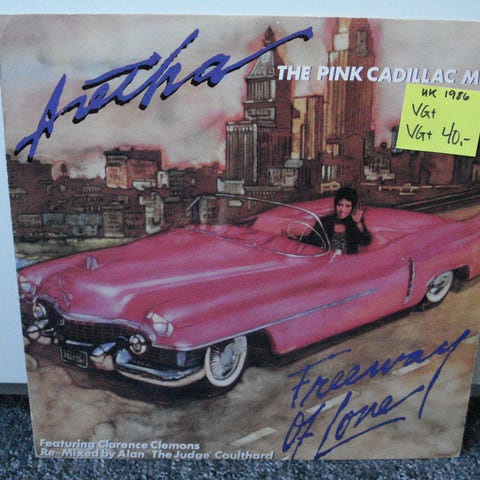 Aretha
THE PINK CADILLAC M
UK 1986
VG+
VG+ 40,-
Freeway
Of Love
Featuring Clarence Clemons
Re-Mixed by Alan 'The Judge' Coulthard